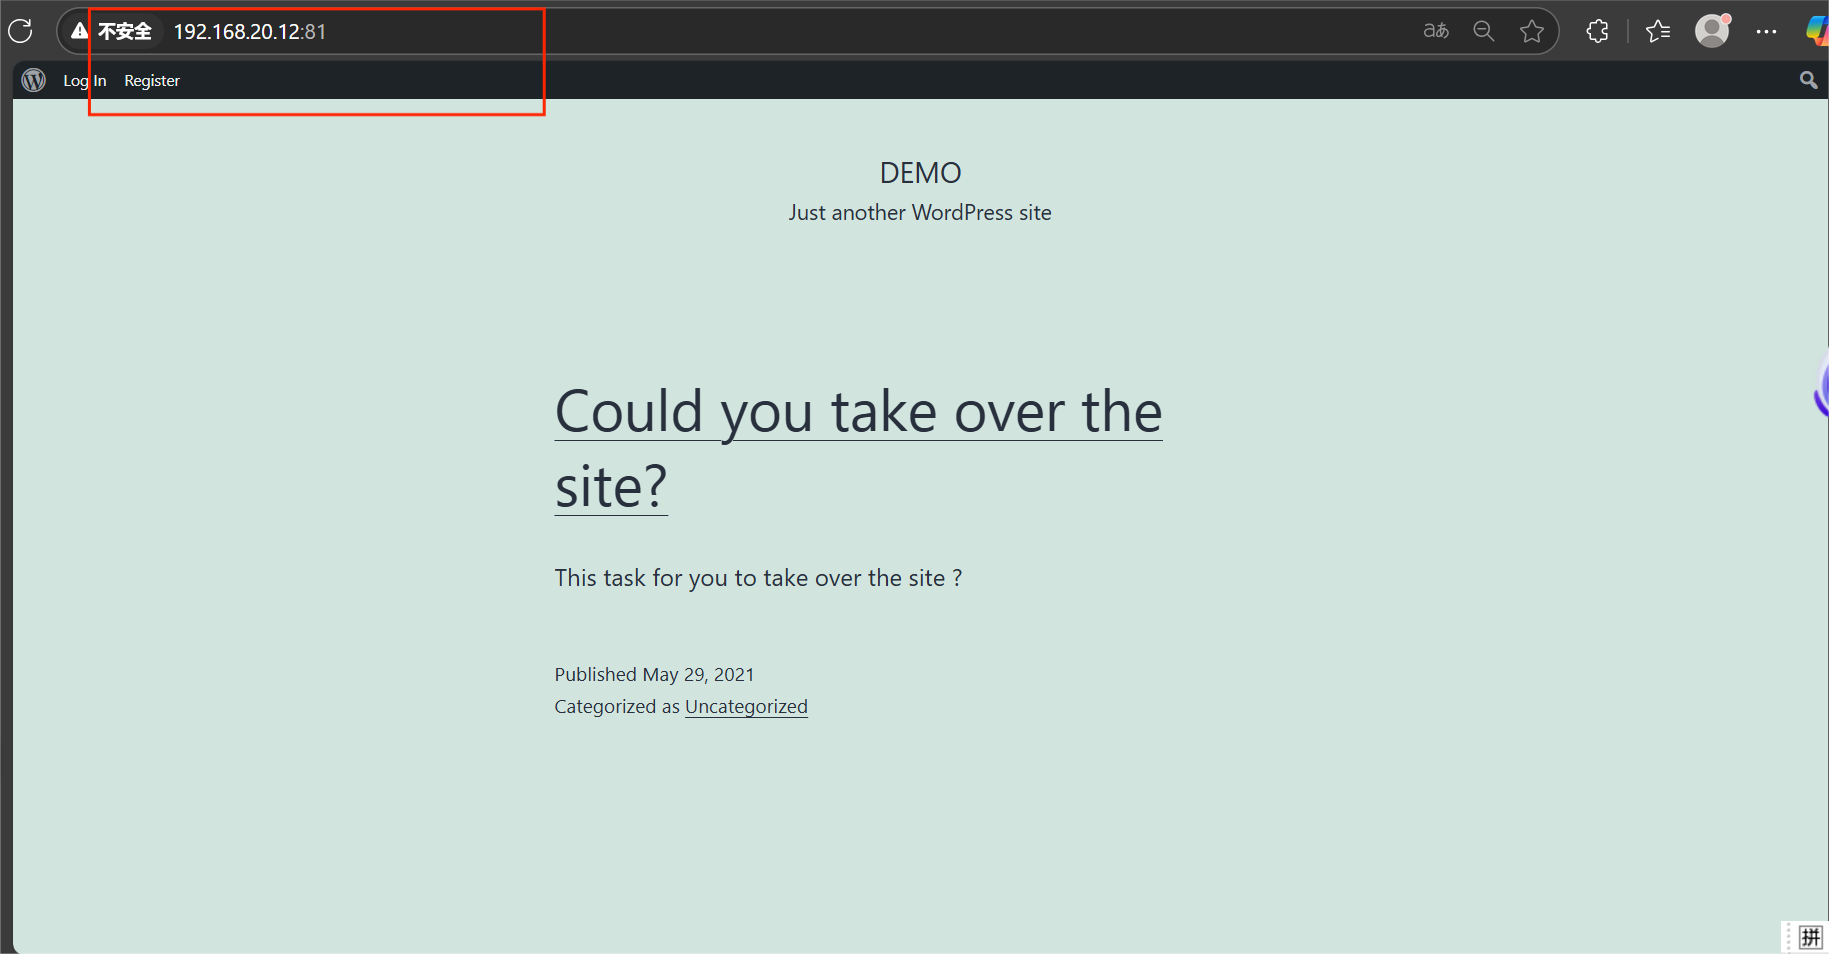 不安全 192.168.20.12:81 aあ
Log In Register
DEMO
Just another WordPress site
Could you take over the
site?
This task for you to take over the site ?
Published May 29, 2021
Categorized as Uncategorized
拼